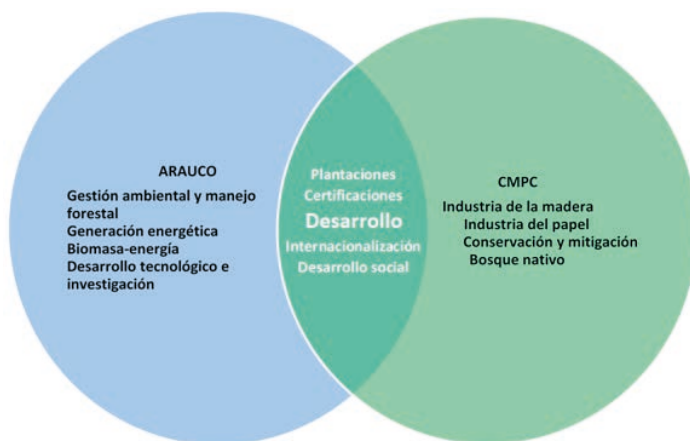 ARAUCO
Gestión ambiental y manejo
forestal
Generación energética
Biomasa-energía
Desarrollo tecnológico e
investigación
Plantaciones
Certificaciones
Desarrollo
Internacionalización
Desarrollo social
CMPC
Industria de la madera
Industria del papel
Conservación y mitigación
Bosque nativo